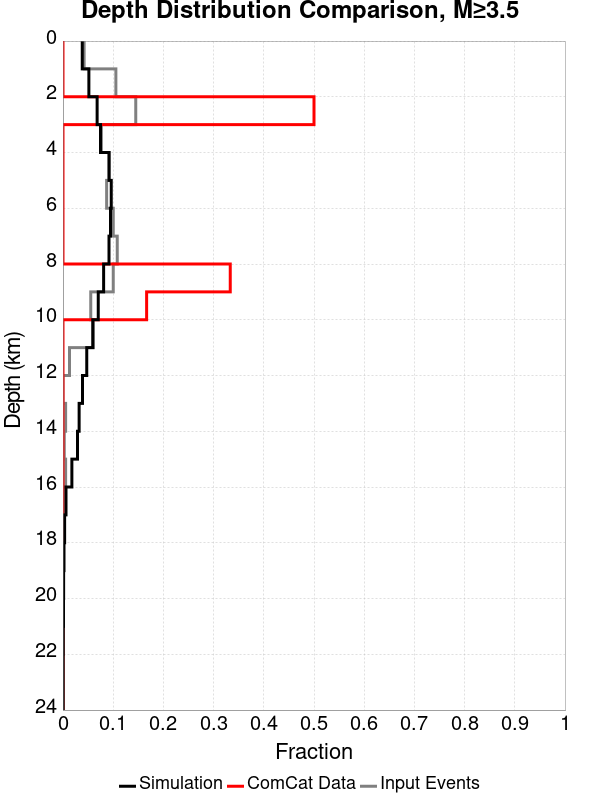 Depth Distribution Comparison, M≥3.5
0
2
4
6
8
10
12
14
16
18
20
22
24
Depth (km)
0 0.1 0.2 0.3 0.4 0.5 0.6 0.7 0.8 0.9 1
Fraction
Simulation ComCat Data Input Events